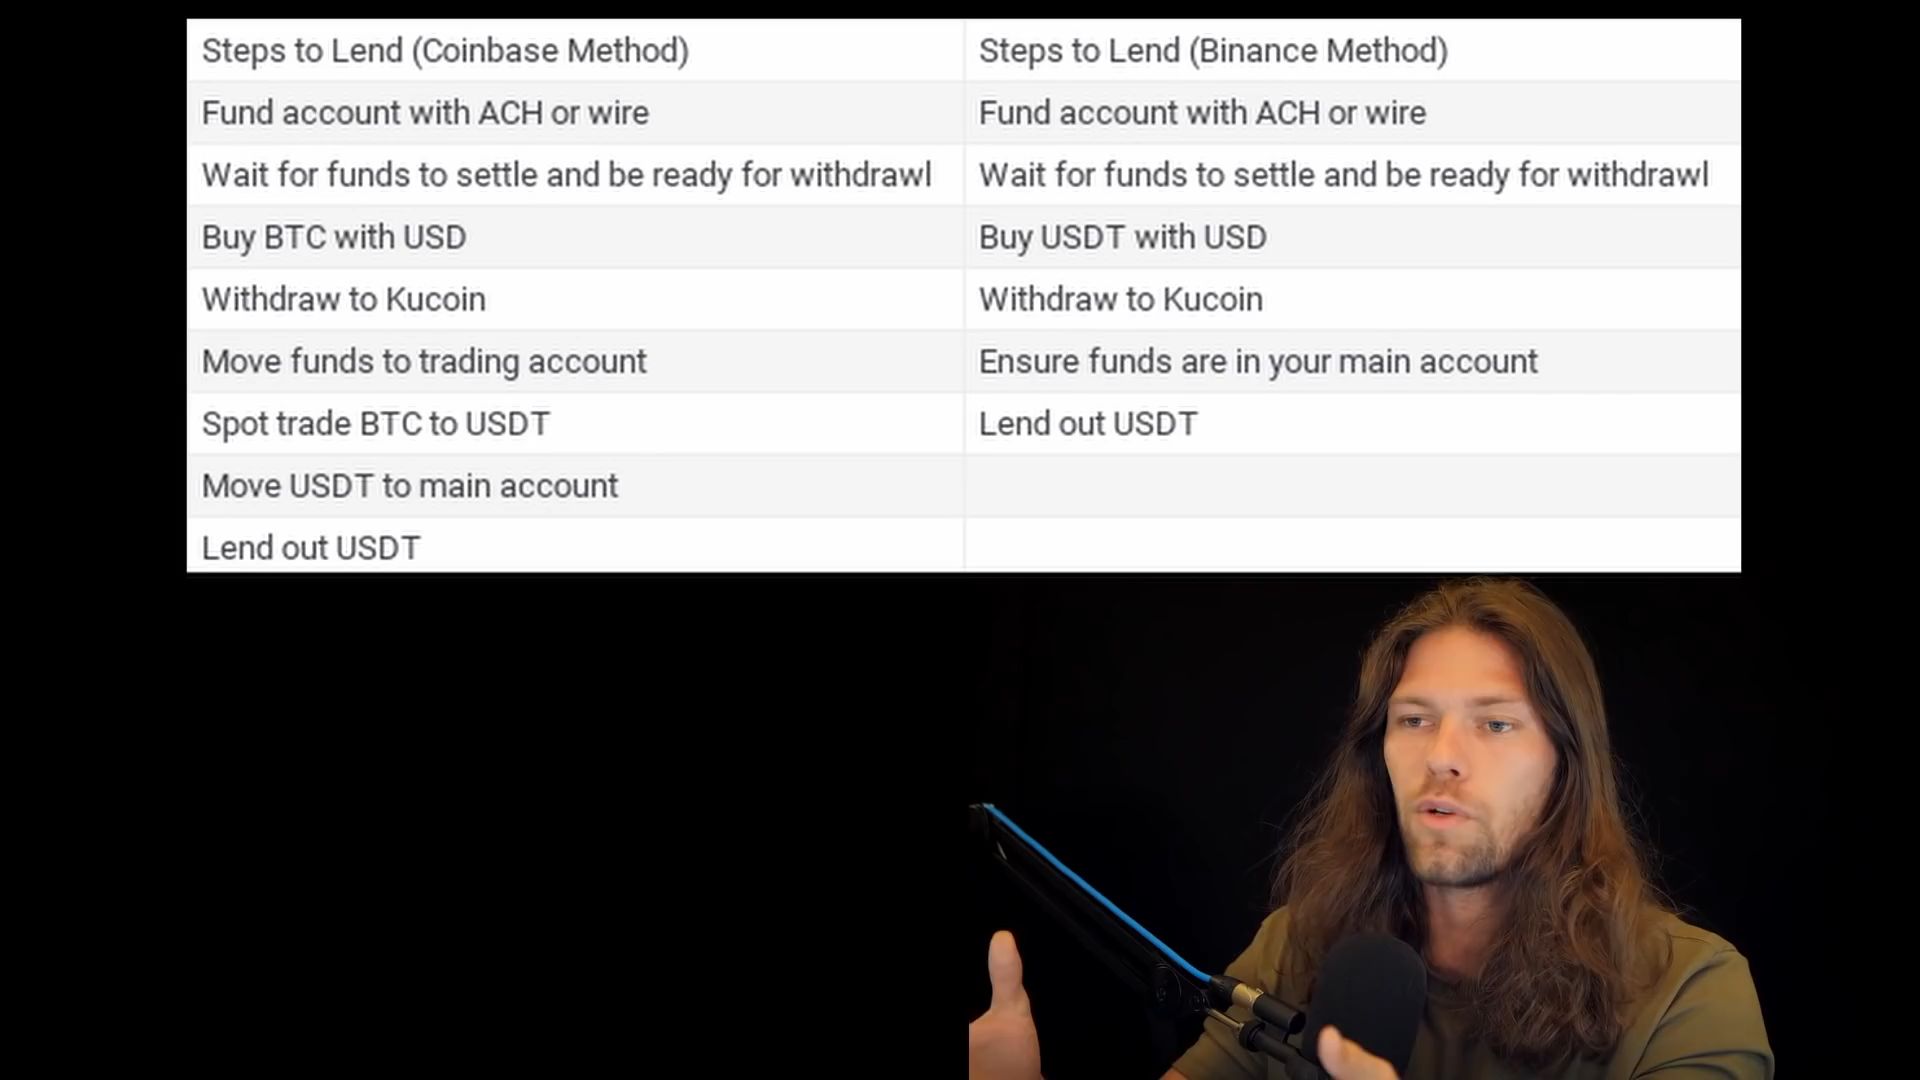 Steps to Lend (Coinbase Method) Steps to Lend (Binance Method)
Fund account with ACH or wire Fund account with ACH or wire
Wait for funds to settle and be ready for withdrawl Wait for funds to settle and be ready for withdrawl
Buy BTC with USD Buy USDT with USD
Withdraw to Kucoin Withdraw to Kucoin
Move funds to trading account Ensure funds are in your main account
Spot trade BTC to USDT Lend out USDT
Move USDT to main account
Lend out USDT